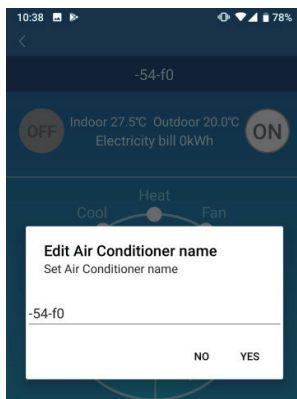 10:38 78%
-54-f0
OFF Indoor 27.5℃ Outdoor 20.0℃ ON
Electricity bill 0kWh
Heat
Cool Fan
Edit Air Conditioner name
Set Air Conditioner name
-54-f0
NO YES